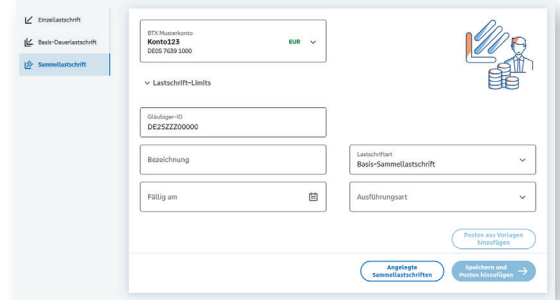 Einzellastschrift
Basis-Dauerlastschrift
Sammellastschrift
BTX Musterkonto
Konto123
DE05 7639 1000
EUR
Lastschrift-Limits
Gläubiger-ID
DE25ZZZ00000
Bezeichnung
Lastschriftart
Basis-Sammellastschrift
Fällig am
Ausführungsart
Posten aus Vorlagen
hinzufügen
Angelegte
Sammellastschriften
Speichern und
Posten hinzufügen